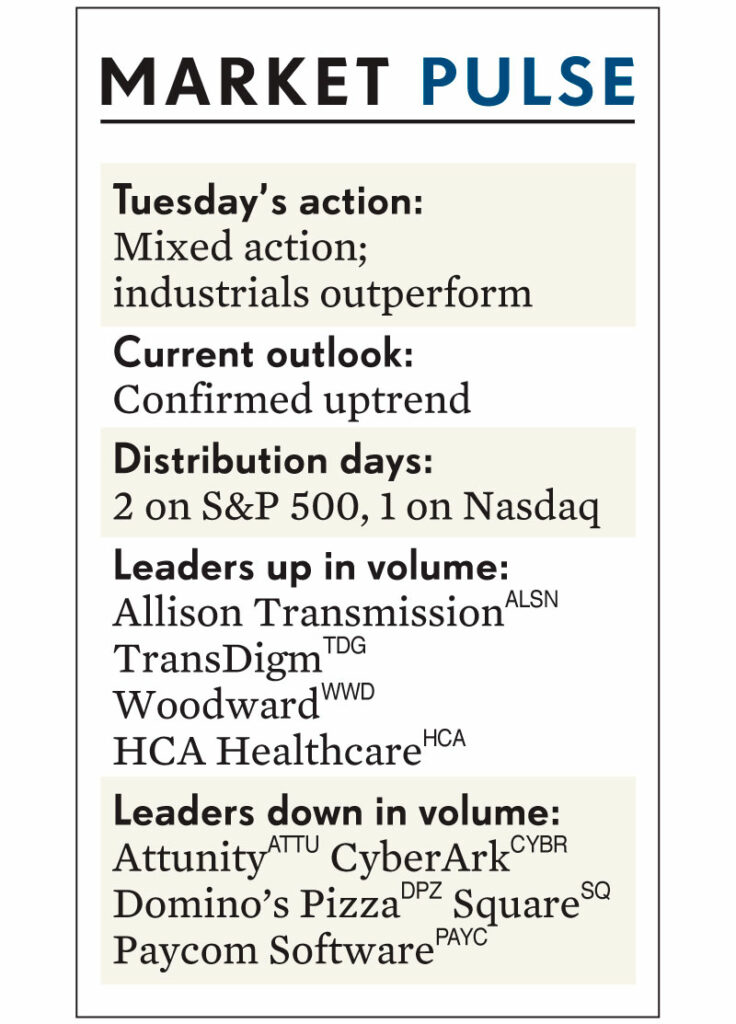 MARKET PULSE
Tuesday’s action:
Mixed action;
industrials outperform
Current outlook:
Confirmed uptrend
Distribution days:
2 on S&P 500, 1 on Nasdaq
Leaders up in volume:
Allison Transmission ALSN
TransDigm TDG
Woodward WWD
HCA Healthcare HCA
Leaders down in volume:
Attunity ATTU CyberArk CYBR
Domino’s Pizza DPZ Square SQ
Paycom Software PAYC